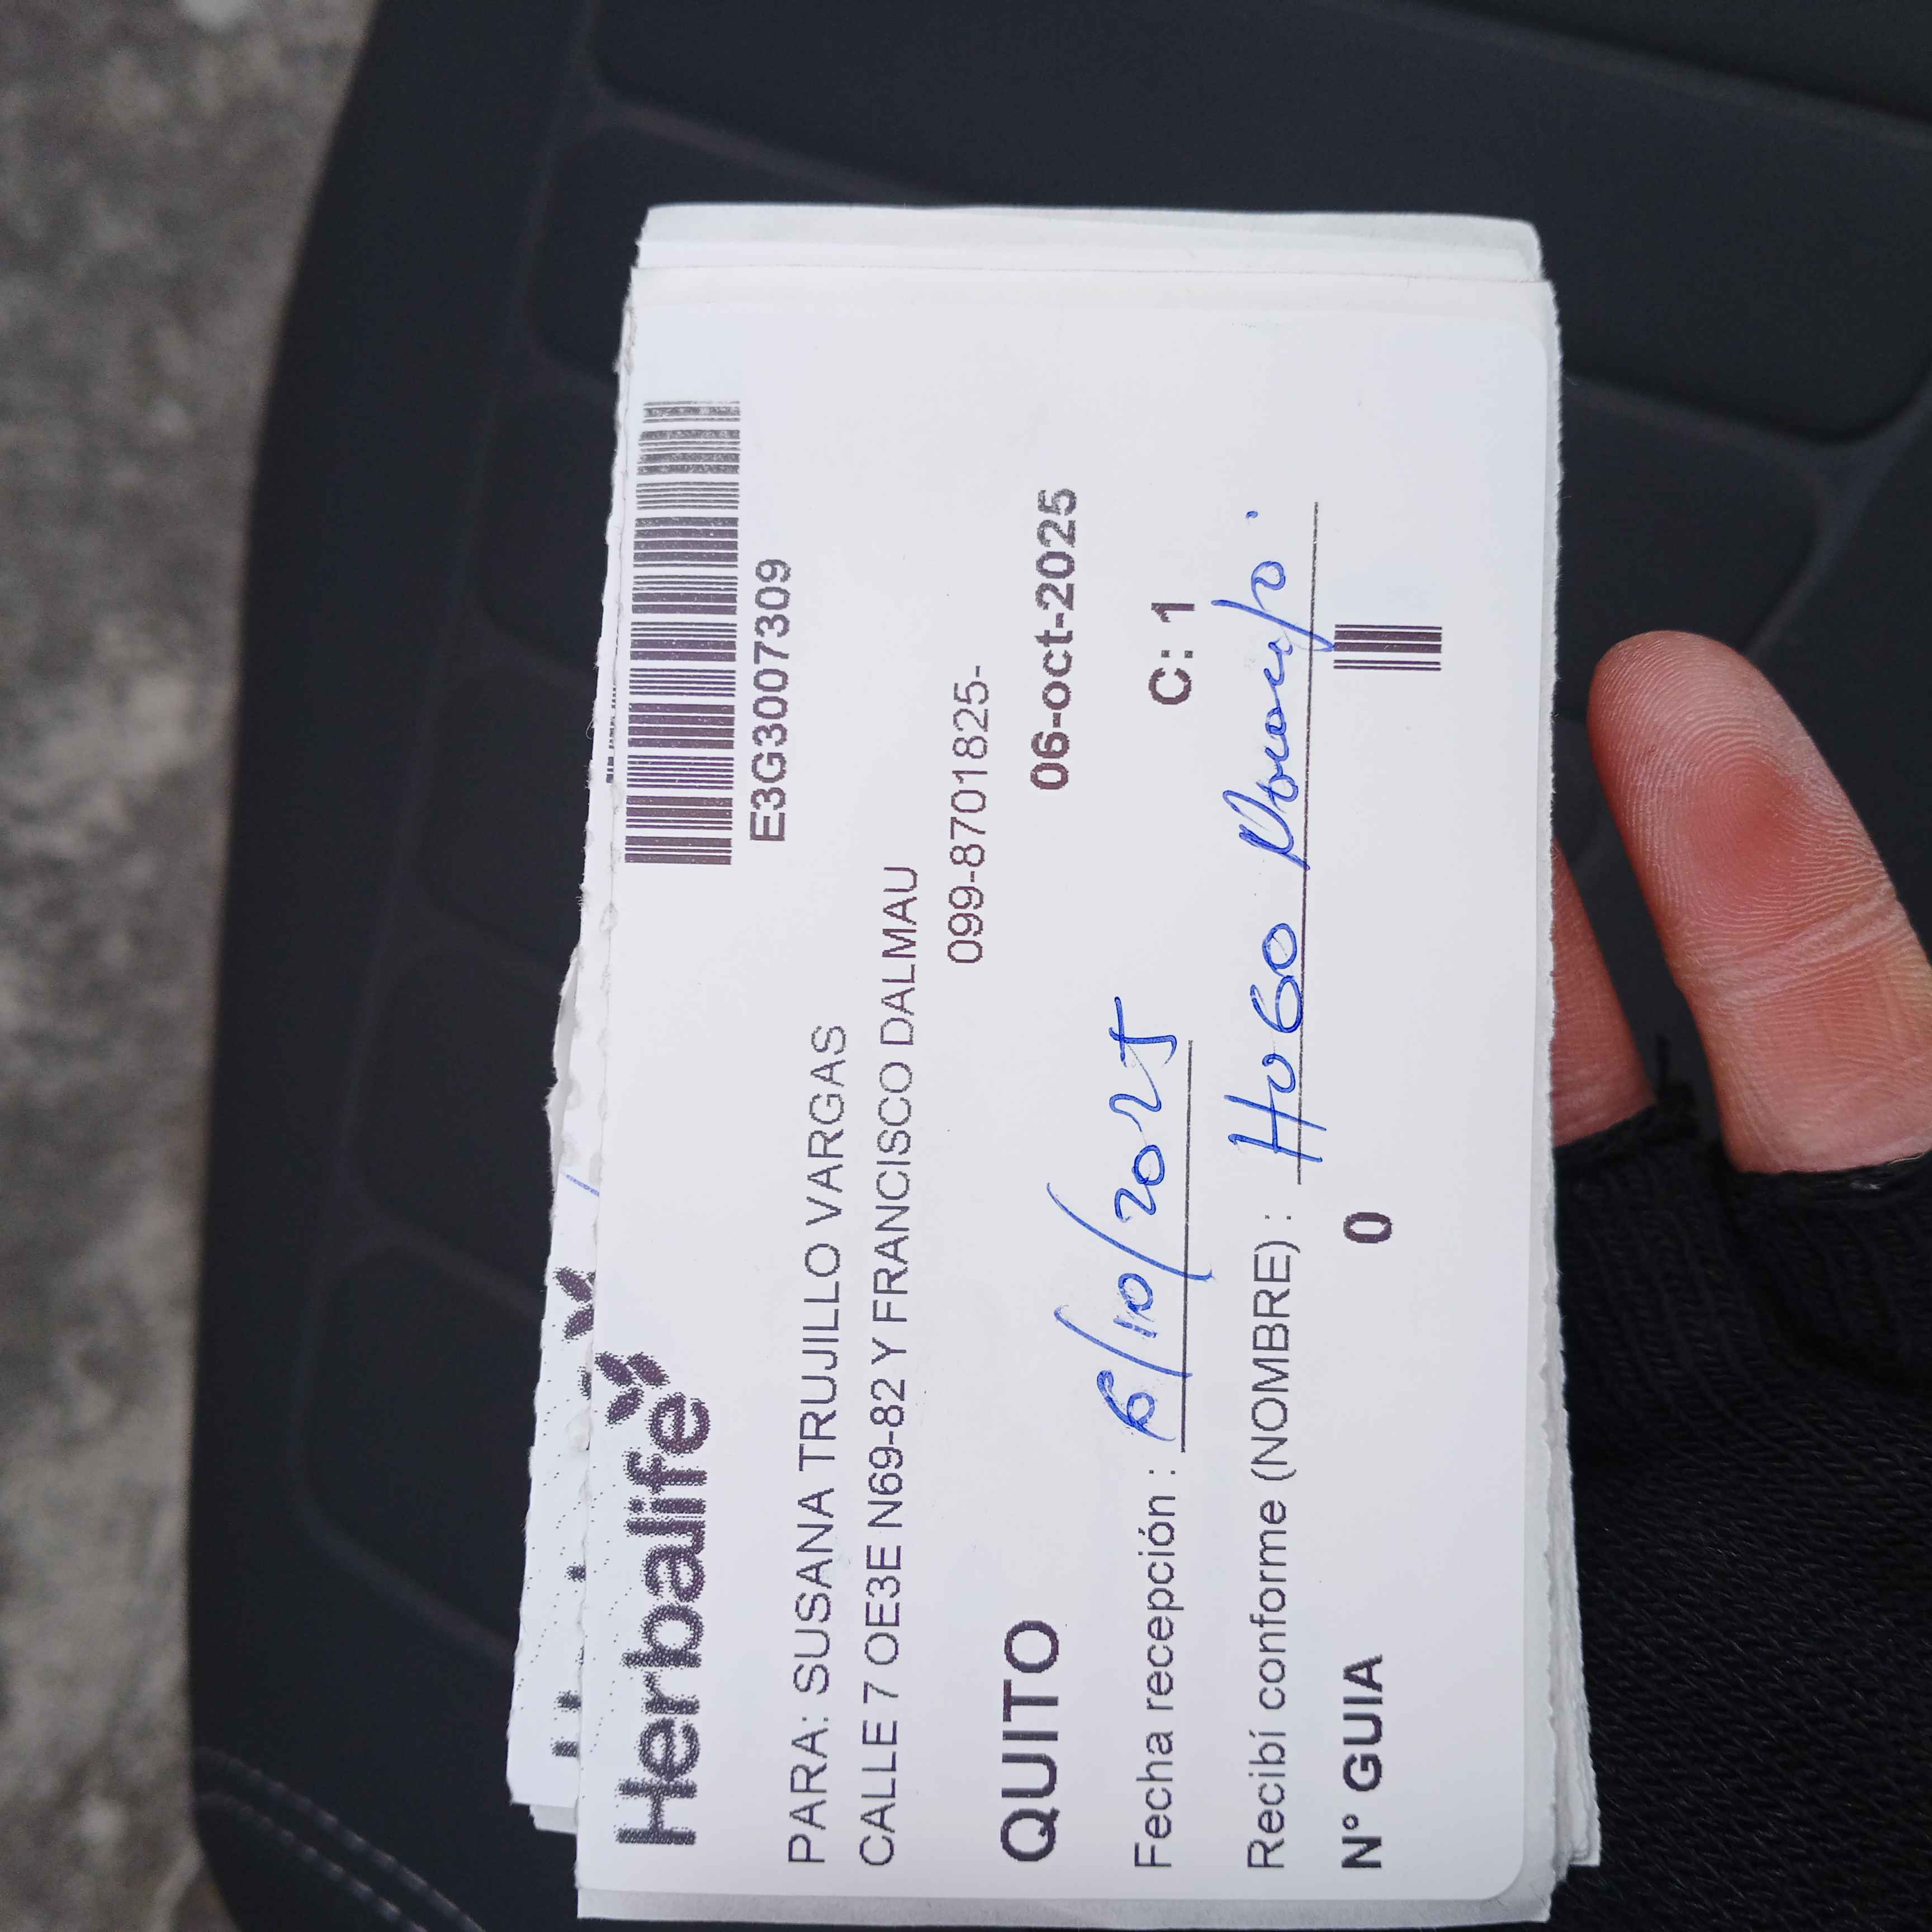 Herbalife
E3G3007309
PARA: SUSANA TRUJILLO VARGAS
CALLE 7 OE3E N69-82 Y FRANCISCO DALMAU
099-8701825-
QUITO 06-oct-2025
Fecha recepción : 6/10/2025 C: 1
Recibí conforme (NOMBRE) : HUGO
N° GUIA 0